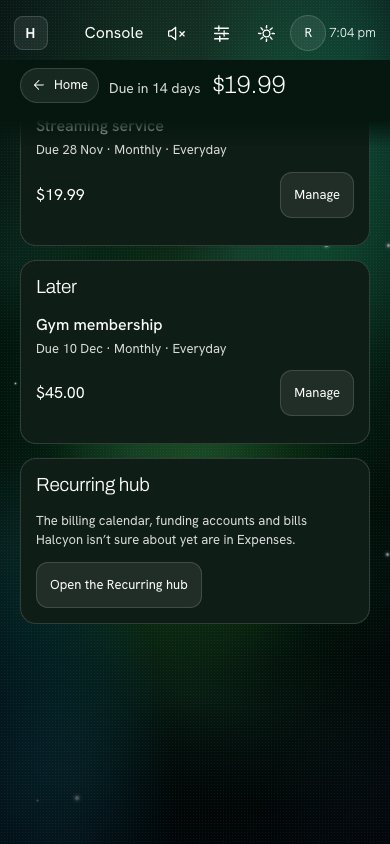 H Console R 7:04 pm
← Home Due in 14 days $19.99
Streaming service
Due 28 Nov · Monthly · Everyday
$19.99 Manage
Later
Gym membership
Due 10 Dec · Monthly · Everyday
$45.00 Manage
Recurring hub
The billing calendar, funding accounts and bills
Halcyon isn’t sure about yet are in Expenses.
Open the Recurring hub